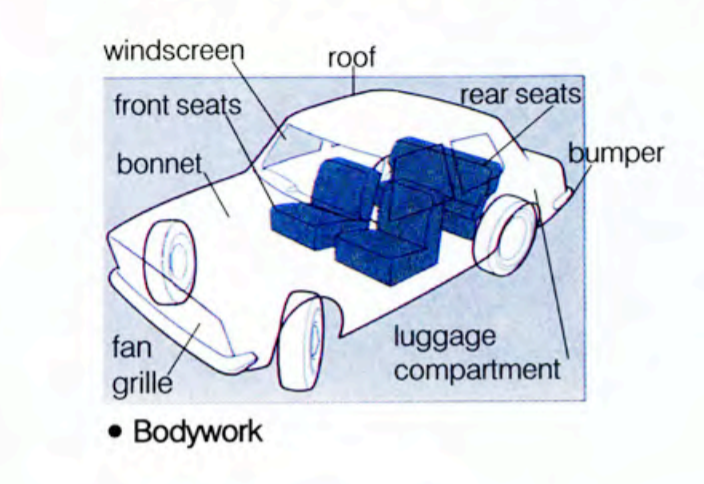 windscreen
roof
front seats
rear seats
bonnet
bumper
fan
grille
luggage
compartment
• Bodywork